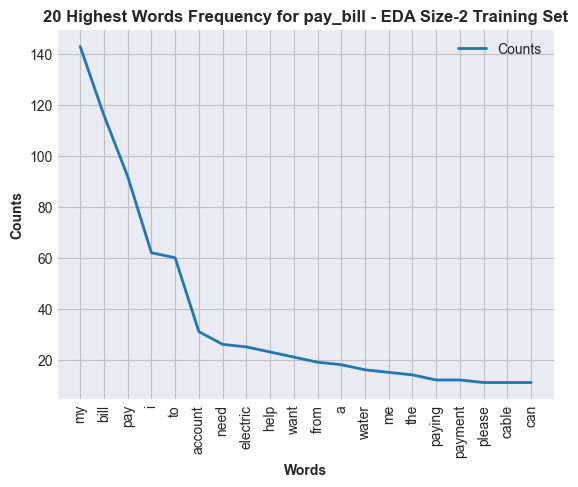 20 Highest Words Frequency for pay_bill - EDA Size-2 Training Set
Counts
140
120
100
80
60
40
20
Counts
my
bill
pay
i
to
account
need
electric
help
want
from
a
water
me
the
paying
payment
please
cable
can
Words